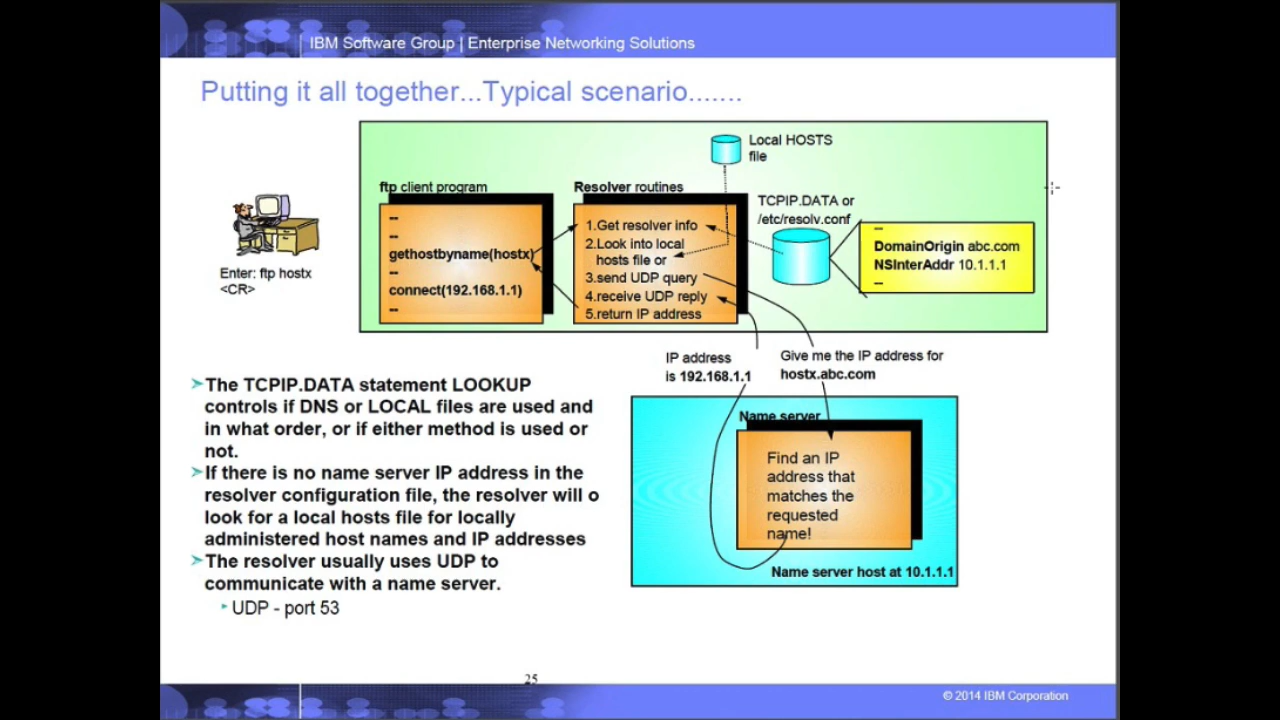 IBM Software Group | Enterprise Networking Solutions
Putting it all together...Typical scenario.......
Local HOSTS
file
ftp client program
Resolver routines
TCPIP.DATA or
/etc/resolv.conf
--
--
gethostbyname(hostx)
--
connect(192.168.1.1)
--
1.Get resolver info
2.Look into local
hosts file or
3.send UDP query
4.receive UDP reply
5.return IP address
--
DomainOrigin abc.com
NSInterAddr 10.1.1.1
--
Enter: ftp hostx
<CR>
IP address
is 192.168.1.1
Give me the IP address for
hostx.abc.com
➢The TCPIP.DATA statement LOOKUP
controls if DNS or LOCAL files are used and
in what order, or if either method is used or
not.
➢If there is no name server IP address in the
resolver configuration file, the resolver will o
look for a local hosts file for locally
administered host names and IP addresses
➢The resolver usually uses UDP to
communicate with a name server.
‣UDP - port 53
Name server
Find an IP
address that
matches the
requested
name!
Name server host at 10.1.1.1
25
© 2014 IBM Corporation